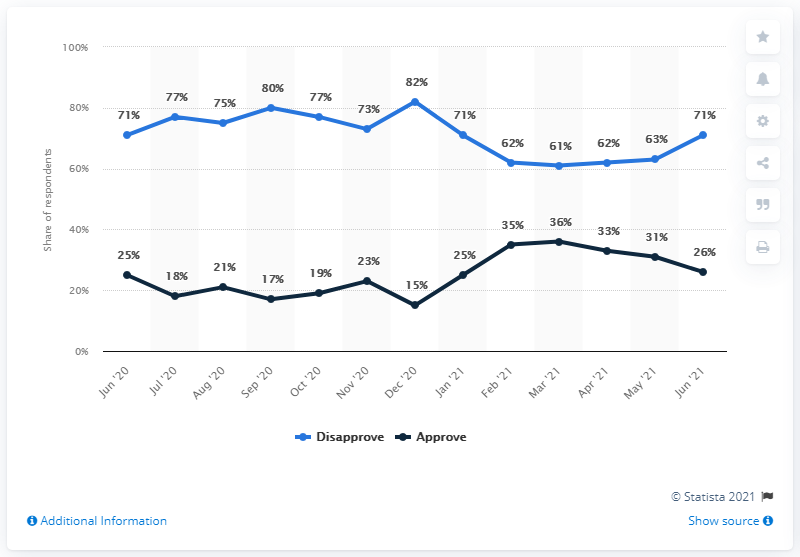 100%
80%
60%
40%
20%
0%
Share of respondents
71%
77%
75%
80%
77%
73%
82%
71%
62%
61%
62%
63%
71%
25%
18%
21%
17%
19%
23%
15%
25%
35%
36%
33%
31%
26%
Jun '20
Jul '20
Aug '20
Sep '20
Oct '20
Nov '20
Dec '20
Jan '21
Feb '21
Mar '21
Apr '21
May '21
Jun '21
Disapprove Approve
© Statista 2021
Additional Information Show source